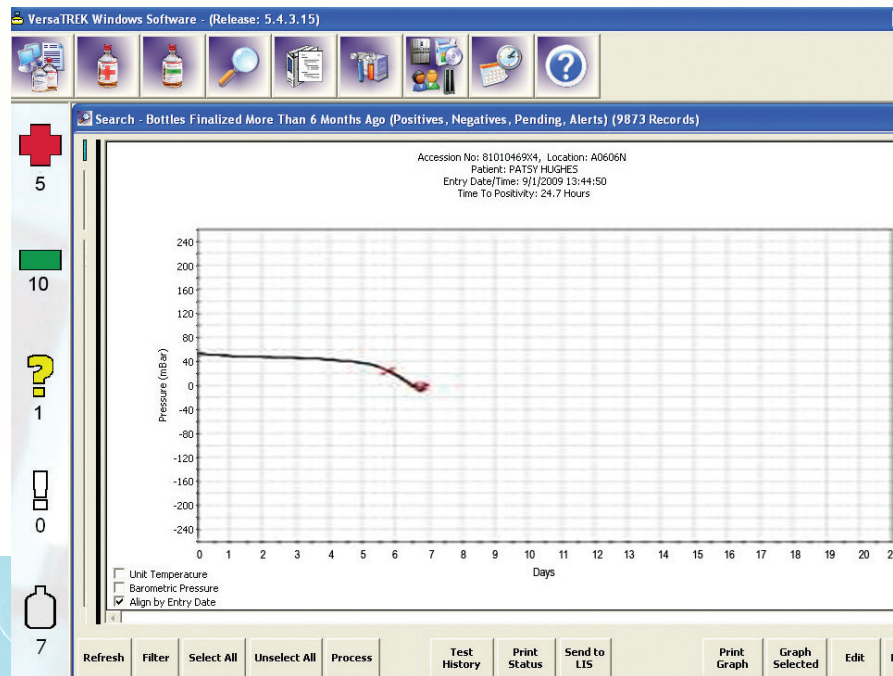 VersaTREK Windows Software - (Release: 5.4.3.15)
Search - Bottles Finalized More Than 6 Months Ago (Positives, Negatives, Pending, Alerts) (9873 Records)
5
10
1
0
7
Accession No: 81010469X4, Location: A0606N
Patient: PATSY HUGHES
Entry Date/Time: 9/1/2009 13:44:50
Time To Positivity: 24.7 Hours
Pressure (mBar)
240
200
160
120
80
40
0
-40
-80
-120
-160
-200
-240
0 1 2 3 4 5 6 7 8 9 10 11 12 13 14 15 16 17 18 19 20
Days
Unit Temperature
Barometric Pressure
Align by Entry Date
Refresh Filter Select All Unselect All Process Test History Print Status Send to LIS Print Graph Graph Selected Edit